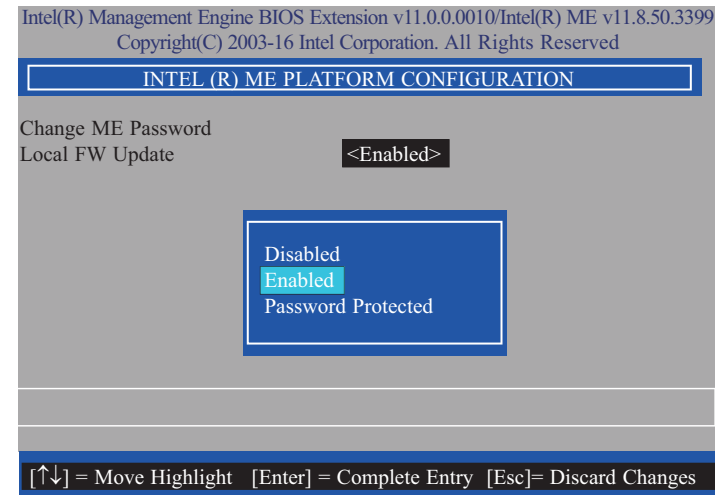 Intel(R) Management Engine BIOS Extension v11.0.0.0010/Intel(R) ME v11.8.50.3399
Copyright(C) 2003-16 Intel Corporation. All Rights Reserved
INTEL (R) ME PLATFORM CONFIGURATION
Change ME Password
Local FW Update <Enabled>
Disabled
Enabled
Password Protected
[↑↓] = Move Highlight [Enter] = Complete Entry [Esc]= Discard Changes